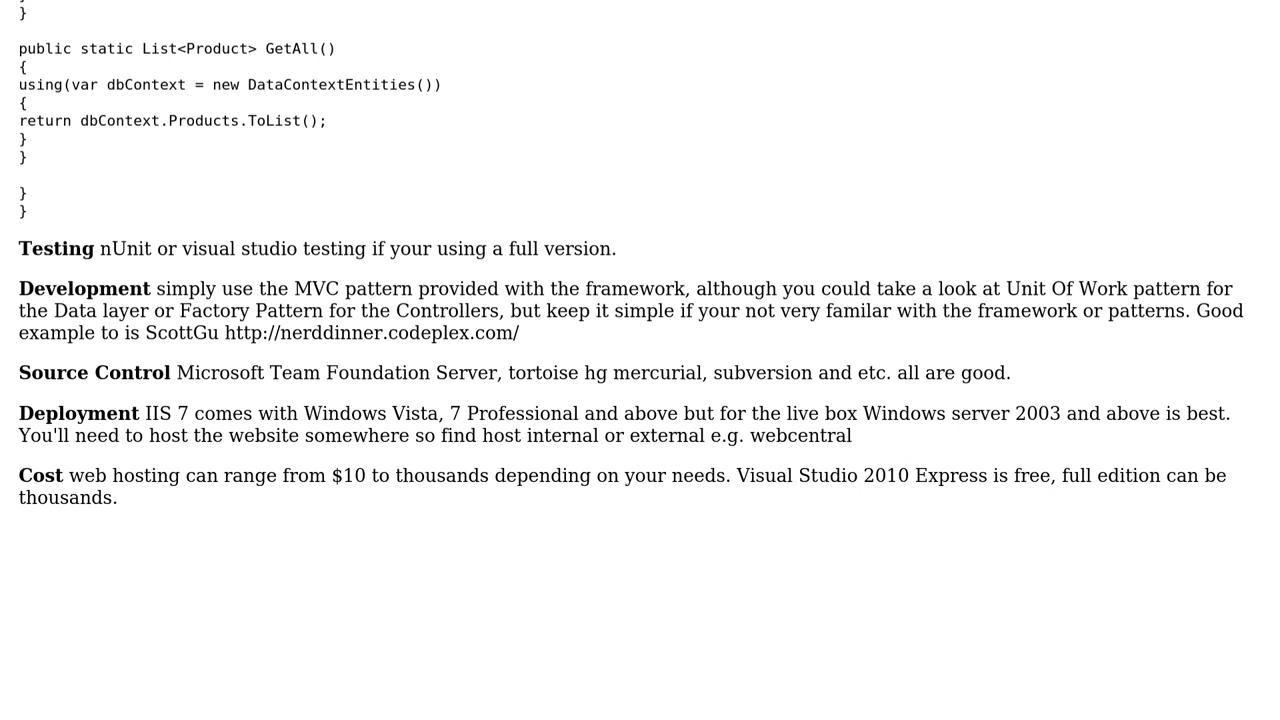 }
public static List<Product> GetAll()
{
using(var dbContext = new DataContextEntities())
{
return dbContext.Products.ToList();
}
}
}
}
Testing nUnit or visual studio testing if your using a full version.
Development simply use the MVC pattern provided with the framework, although you could take a look at Unit Of Work pattern for
the Data layer or Factory Pattern for the Controllers, but keep it simple if your not very familar with the framework or patterns. Good
example to is ScottGu http://nerddinner.codeplex.com/
Source Control Microsoft Team Foundation Server, tortoise hg mercurial, subversion and etc. all are good.
Deployment IIS 7 comes with Windows Vista, 7 Professional and above but for the live box Windows server 2003 and above is best.
You'll need to host the website somewhere so find host internal or external e.g. webcentral
Cost web hosting can range from $10 to thousands depending on your needs. Visual Studio 2010 Express is free, full edition can be
thousands.